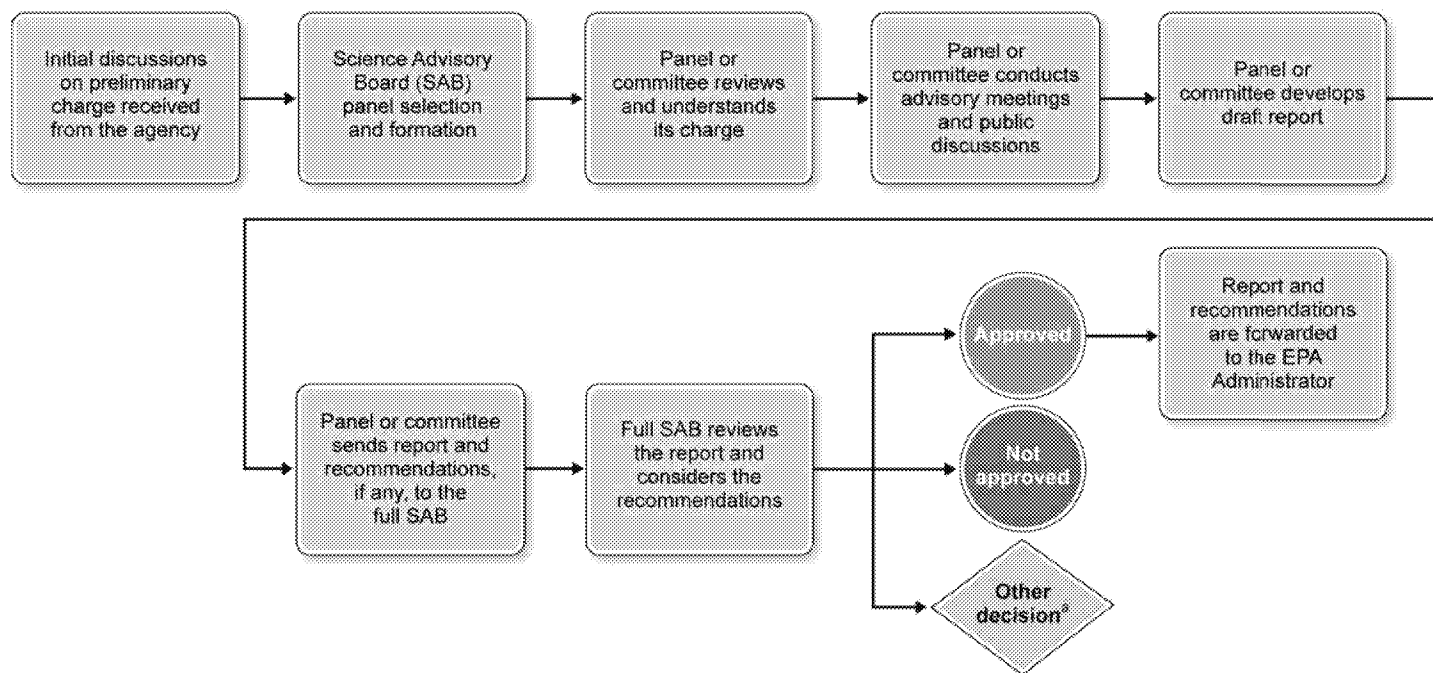 Initial discussions
on preliminary
charge received
from the agency
Science Advisory
Board (SAB)
panel selection
and formation
Panel or
committee reviews
and understands
its charge
Panel or
committee conducts
advisory meetings
and public
discussions
Panel or
committee develops
draft report
Panel or committee
sends report and
recommendations,
if any, to the
full SAB
Full SAB reviews
the report and
considers the
recommendations
Approved
Report and
recommendations
are forwarded
to the EPA
Administrator
Not
approved
Other
decisionª